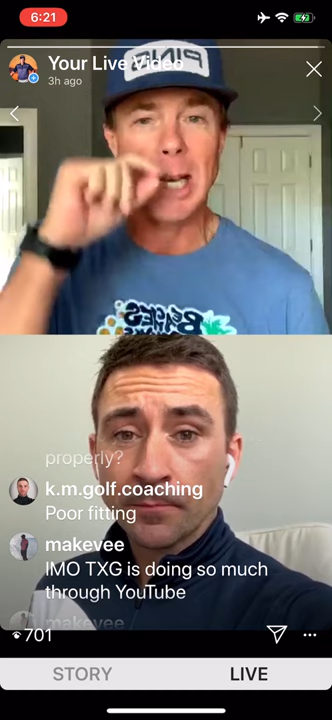 6:21
Your Live Video
3h ago
PING
properly?
k.m.golf.coaching
Poor fitting
makevee
IMO TXG is doing so much
through YouTube
makevee
701
STORY
LIVE